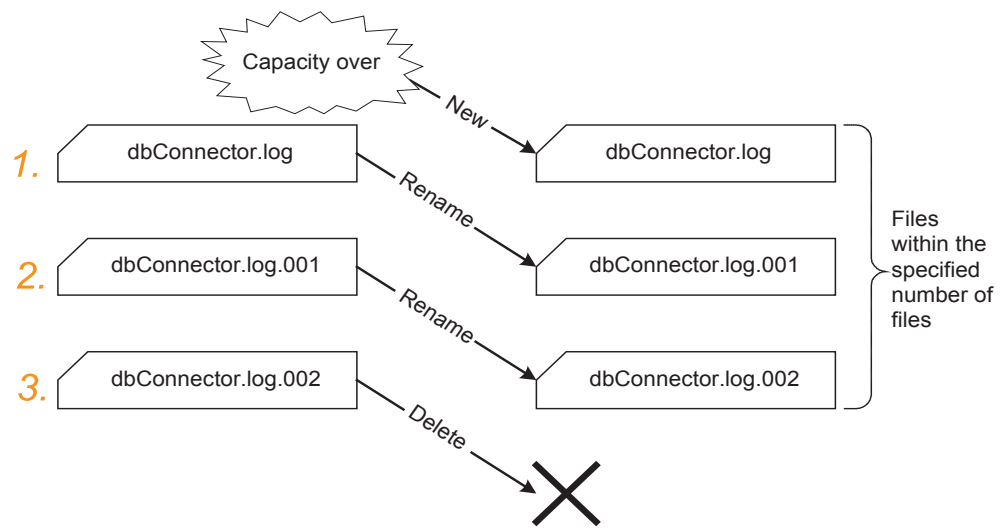 Capacity over
New
1.
dbConnector.log
dbConnector.log
Rename
2.
dbConnector.log.001
dbConnector.log.001
Rename
3.
dbConnector.log.002
dbConnector.log.002
Delete
Files
within the
specified
number of
files